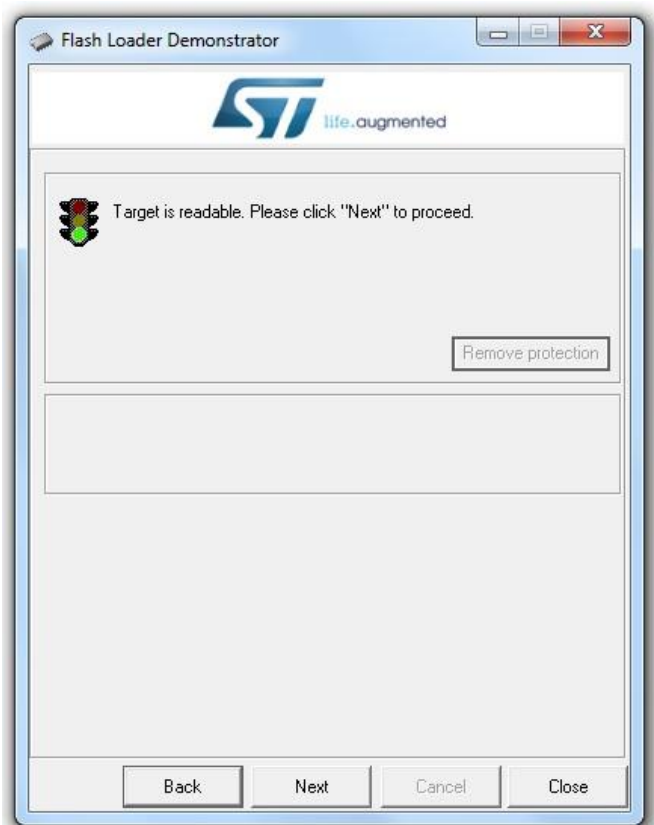 Flash Loader Demonstrator
life.augmented
Target is readable. Please click "Next" to proceed.
Remove protection
Back Next Cancel Close